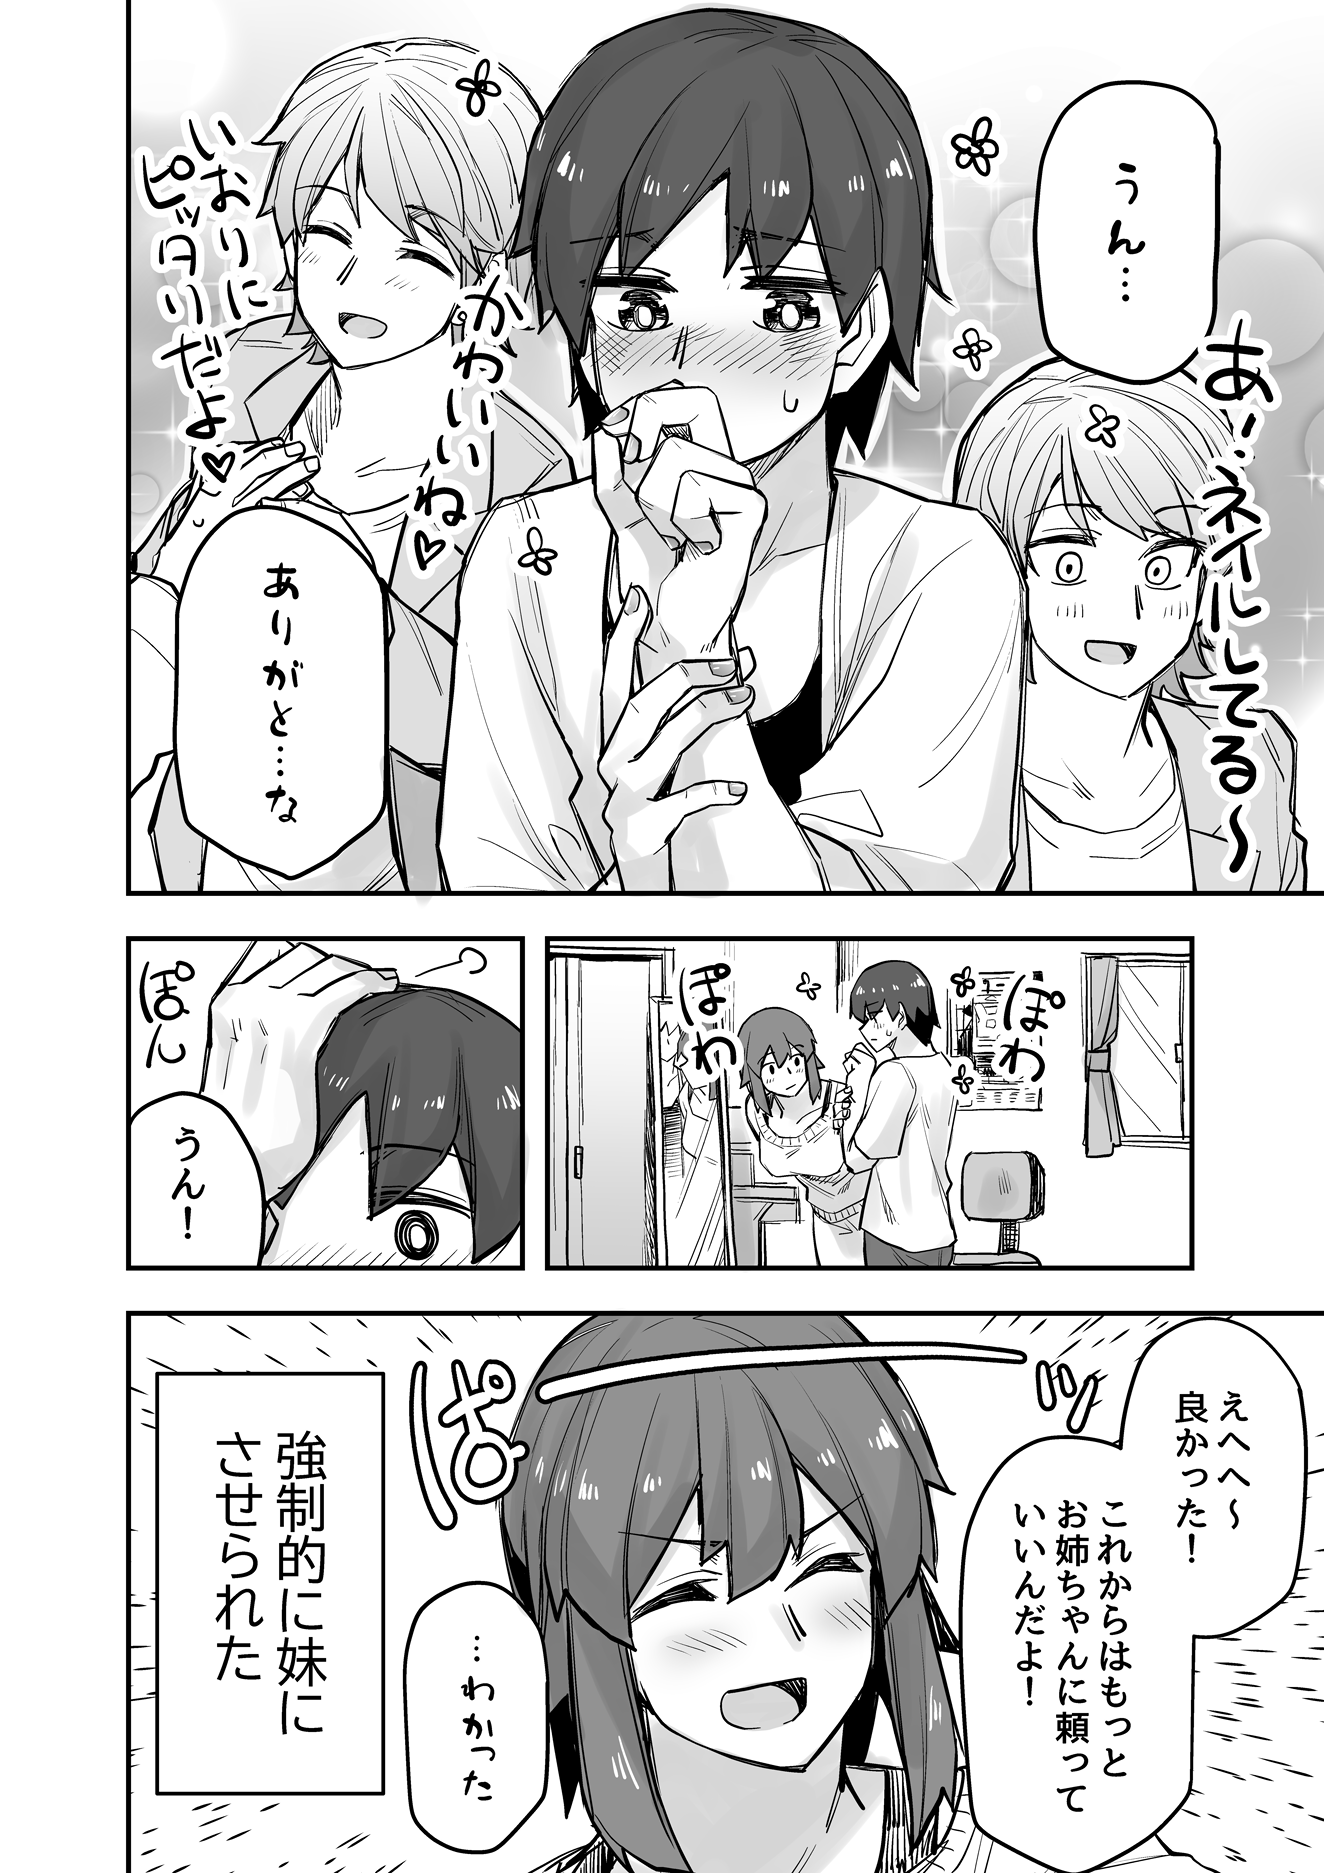 うん…
あ、ネイルしてる〜
かわいいね♡
いおりに
ピッタリだよ♡
ありがと…な
ぽわ
ぽわ
ぽん
うん！
えへへ〜
良かった！
これからはもっと
お姉ちゃんに頼って
いいんだよ！
ぱーッ
…わかった
強制的に妹に
させられた